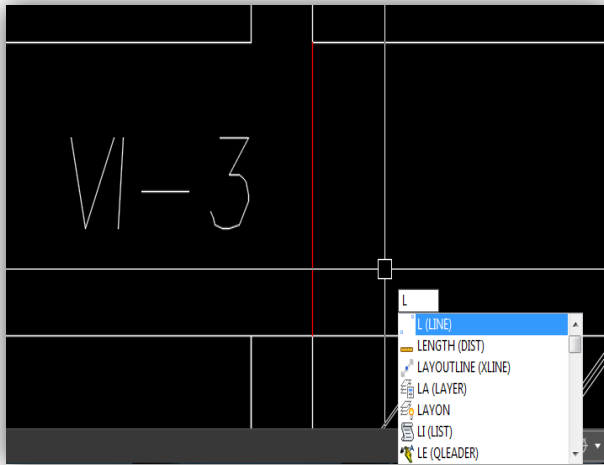 VI-3
L
L (LINE)
LENGTH (DIST)
LAYOUTLINE (XLINE)
LA (LAYER)
LAYON
LI (LIST)
LE (QLEADER)